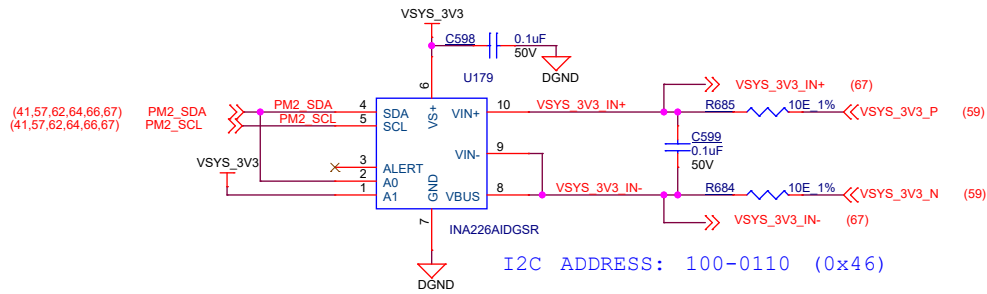 VSYS_3V3
C598 0.1uF
50V
DGND
U179
6
VS+
(41,57,62,64,66,67) PM2_SDA PM2_SDA 4 SDA
(41,57,62,64,66,67) PM2_SCL PM2_SCL 5 SCL
VIN+ 10 VSYS_3V3_IN+
VSYS_3V3_IN+ (67)
R685 10E_1% VSYS_3V3_P (59)
C599
0.1uF
50V
VIN- 9
VSYS_3V3
3 ALERT
2 A0
1 A1
GND
7
VBUS 8 VSYS_3V3_IN-
R684 10E_1% VSYS_3V3_N (59)
VSYS_3V3_IN- (67)
INA226AIDGSR
DGND
I2C ADDRESS: 100-0110 (0x46)